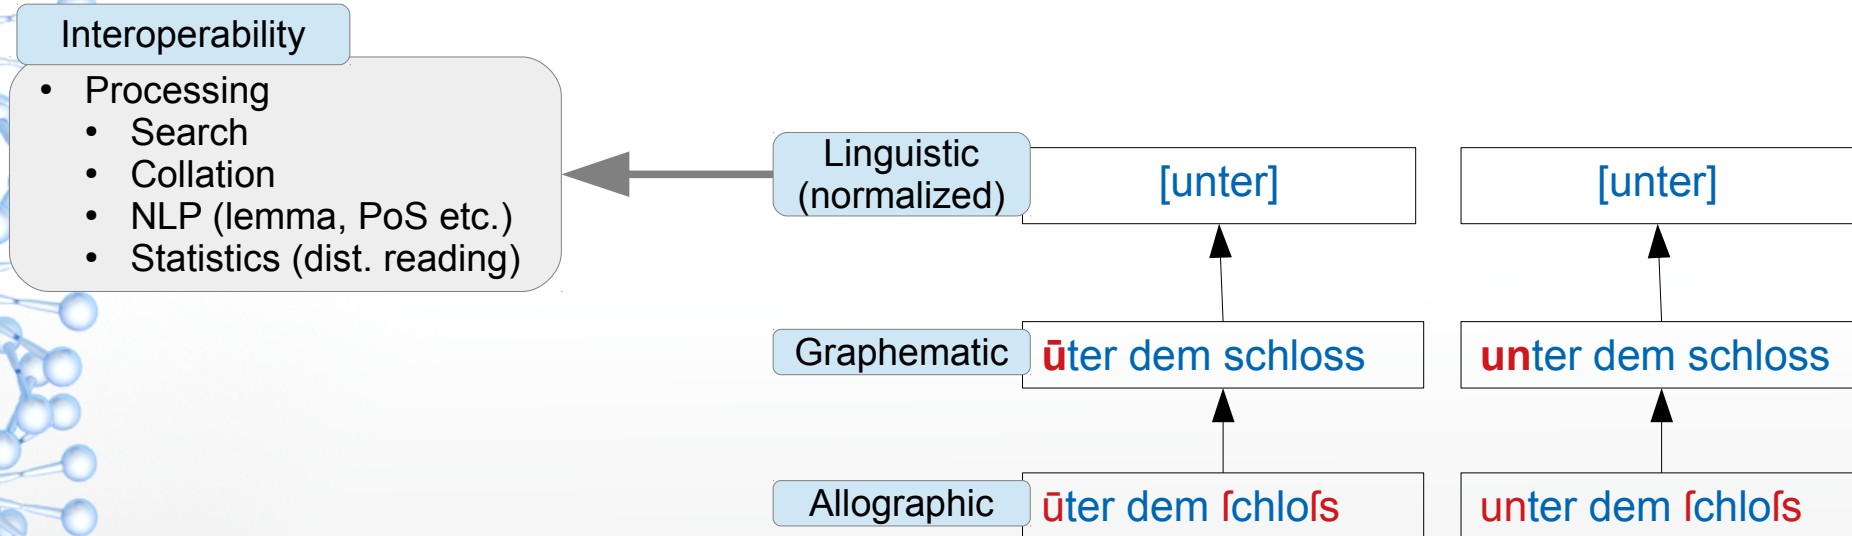 Interoperability
• Processing
• Search
• Collation
• NLP (lemma, PoS etc.)
• Statistics (dist. reading)
Linguistic
(normalized)
[unter]
[unter]
Graphematic
ūter dem schloss
unter dem schloss
Allographic
ūter dem ſchloſs
unter dem ſchloſs